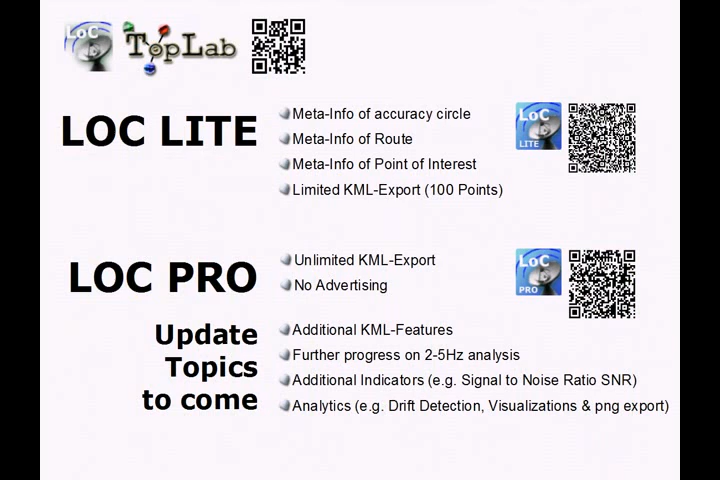 LoC TopLab
LOC LITE
Meta-Info of accuracy circle
Meta-Info of Route
Meta-Info of Point of Interest
Limited KML-Export (100 Points)
LoC
LITE
LOC PRO
Unlimited KML-Export
No Advertising
LoC
PRO
Update
Topics
to come
Additional KML-Features
Further progress on 2-5Hz analysis
Additional Indicators (e.g. Signal to Noise Ratio SNR)
Analytics (e.g. Drift Detection, Visualizations & png export)